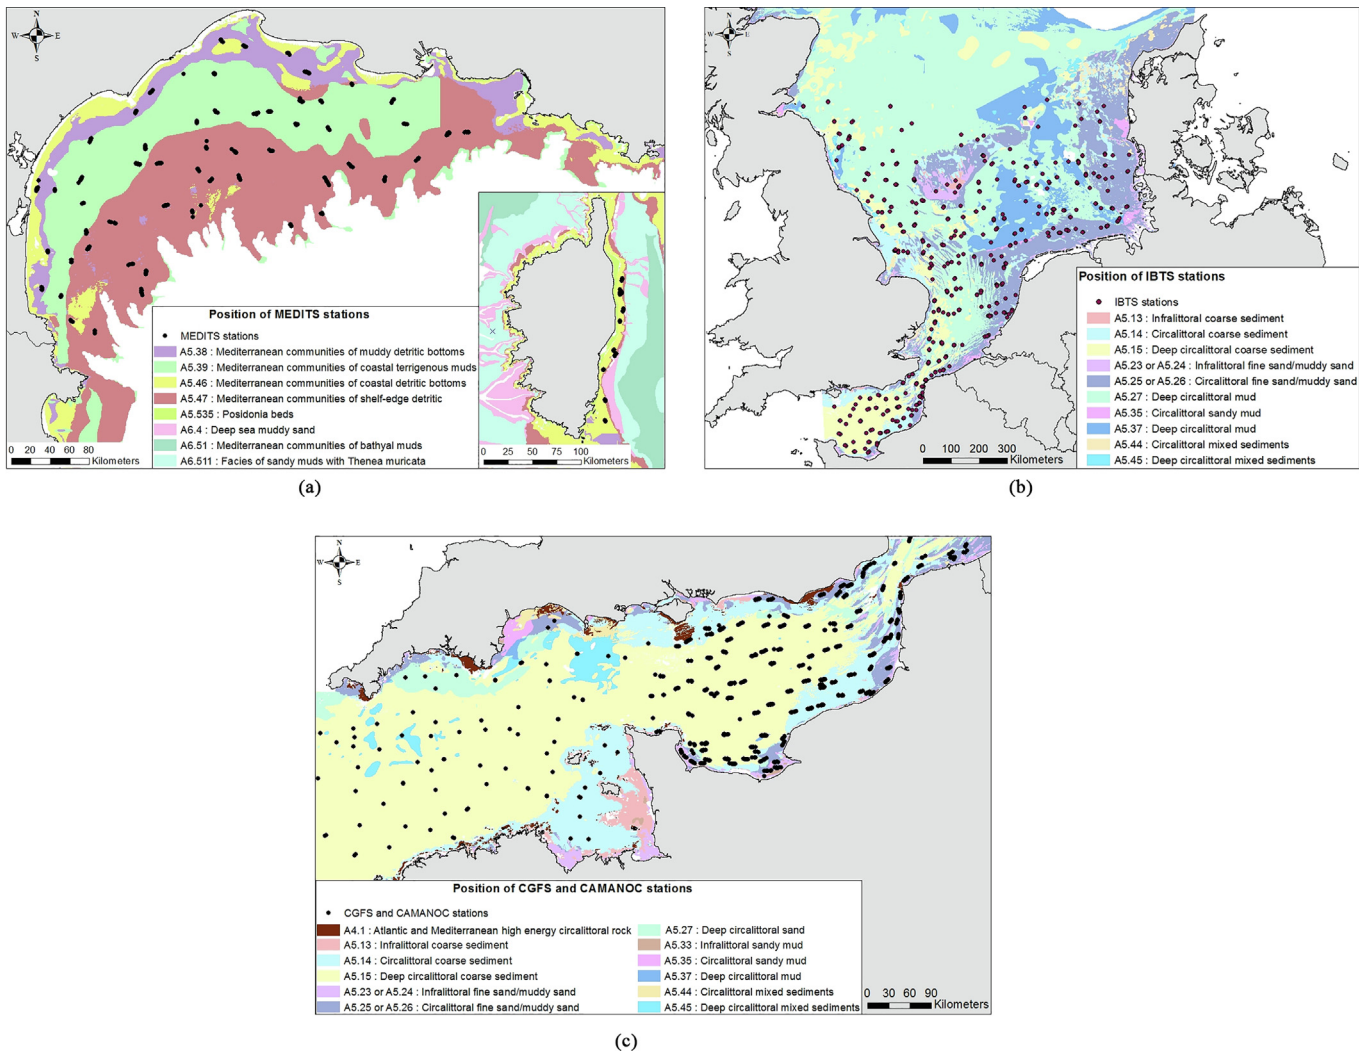 N
W E
S
Position of MEDITS stations
MEDITS stations
A5.38 : Mediterranean communities of muddy detritic bottoms
A5.39 : Mediterranean communities of coastal terrigenous muds
A5.46 : Mediterranean communities of coastal detritic bottoms
A5.47 : Mediterranean communities of shelf-edge detritic
A5.535 : Posidonia beds
A6.4 : Deep sea muddy sand
A6.51 : Mediterranean communities of bathyal muds
A6.511 : Facies of sandy muds with Thenea muricata
0 20 40 60 80
Kilometers
0 25 50 100
Kilometers
(a)
N
W E
S
Position of IBTS stations
IBTS stations
A5.13 : Infralittoral coarse sediment
A5.14 : Circalittoral coarse sediment
A5.15 : Deep circalittoral coarse sediment
A5.23 or A5.24 : Infralittoral fine sand/muddy sand
A5.25 or A5.26 : Circalittoral fine sand/muddy sand
A5.27 : Deep circalittoral mud
A5.35 : Circalittoral sandy mud
A5.37 : Deep circalittoral mud
A5.44 : Circalittoral mixed sediments
A5.45 : Deep circalittoral mixed sediments
0 100 200 300
Kilometers
(b)
N
W E
S
Position of CGFS and CAMANOC stations
CGFS and CAMANOC stations
A4.1 : Atlantic and Mediterranean high energy circalittoral rock
A5.13 : Infralittoral coarse sediment
A5.14 : Circalittoral coarse sediment
A5.15 : Deep circalittoral coarse sediment
A5.23 or A5.24 : Infralittoral fine sand/muddy sand
A5.25 or A5.26 : Circalittoral fine sand/muddy sand
A5.27 : Deep circalittoral sand
A5.33 : Infralittoral sandy mud
A5.35 : Circalittoral sandy mud
A5.37 : Deep circalittoral mud
A5.44 : Circalittoral mixed sediments
A5.45 : Deep circalittoral mixed sediments
0 30 60 90
Kilometers
(c)